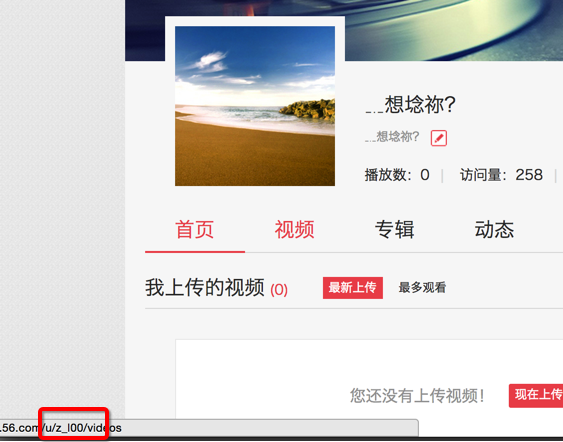 ...想埝祢?
...想埝祢?
播放数：0 | 访问量：258 |
首页 视频 专辑 动态
我上传的视频 (0) 最新上传 最多观看
您还没有上传视频！ 现在上传
.56.com/u/z_l00/videos